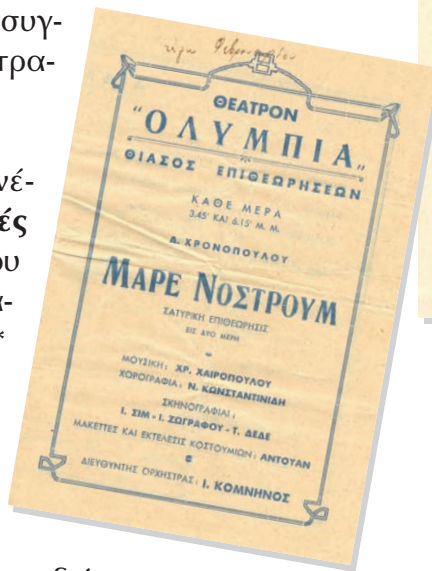 συγ-
τρα-
νέ-
ές
ου
α-
*
Φεβρουαρίου
ΘΕΑΤΡΟΝ
"ΟΛΥΜΠΙΑ"
ΘΙΑΣΟΣ ΕΠΙΘΕΩΡΗΣΕΩΝ
ΚΑΘΕ ΜΕΡΑ
3.45' ΚΑΙ 6.15' Μ. Μ.
Δ. ΧΡΟΝΟΠΟΥΛΟΥ
ΜΑΡΕ ΝΟΣΤΡΟΥΜ
ΣΑΤΥΡΙΚΗ ΕΠΙΘΕΩΡΗΣΙΣ
ΕΙΣ ΔΥΟ ΜΕΡΗ
ΜΟΥΣΙΚΗ: ΧΡ. ΧΑΙΡΟΠΟΥΛΟΥ
ΧΟΡΟΓΡΑΦΙΑ: Ν. ΚΩΝΣΤΑΝΤΙΝΙΔΗ
ΣΚΗΝΟΓΡΑΦΙΑΙ:
Ι. ΣΙΜ - Ι. ΖΩΓΡΑΦΟΥ - Τ. ΔΕΔΕ
ΜΑΚΕΤΤΕΣ ΚΑΙ ΕΚΤΕΛΕΣΙΣ ΚΟΣΤΟΥΜΙΩΝ: ΑΝΤΟΥΑΝ
ΔΙΕΥΘΥΝΤΗΣ ΟΡΧΗΣΤΡΑΣ: Ι. ΚΟΜΝΗΝΟΣ